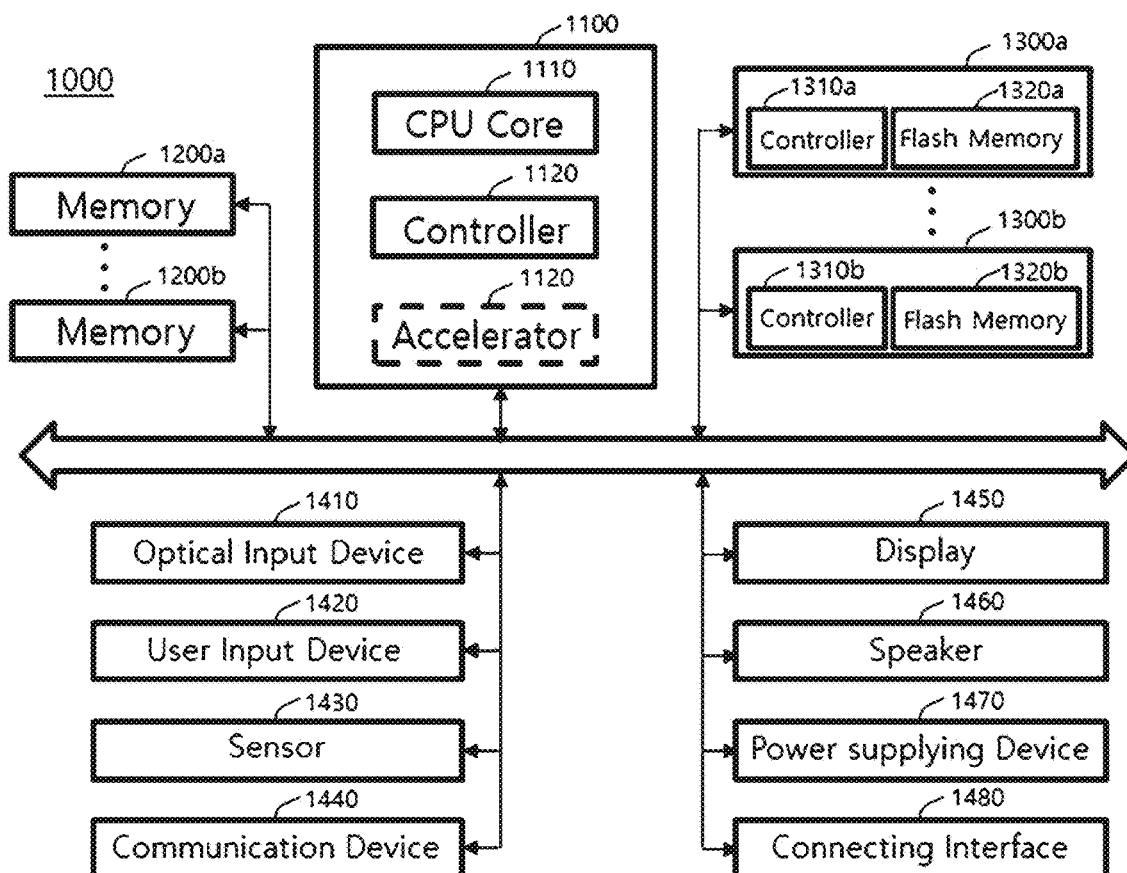 1000
1100
1110
CPU Core
1120
Controller
1120
Accelerator
1200a
Memory
1200b
Memory
1300a
1310a
1320a
Controller
Flash Memory
1300b
1310b
1320b
Controller
Flash Memory
1410
Optical Input Device
1420
User Input Device
1430
Sensor
1440
Communication Device
1450
Display
1460
Speaker
1470
Power supplying Device
1480
Connecting Interface